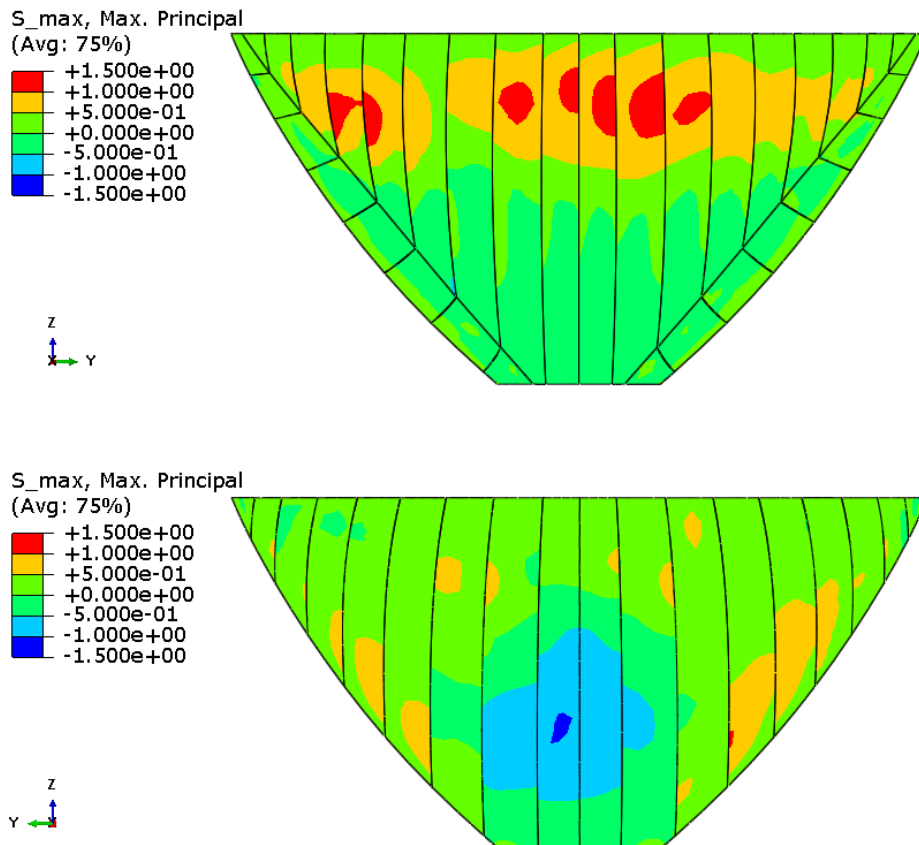 S_max, Max. Principal
(Avg: 75%)
+1.500e+00
+1.000e+00
+5.000e-01
+0.000e+00
-5.000e-01
-1.000e+00
-1.500e+00
Z
X Y
S_max, Max. Principal
(Avg: 75%)
+1.500e+00
+1.000e+00
+5.000e-01
+0.000e+00
-5.000e-01
-1.000e+00
-1.500e+00
Z
Y X